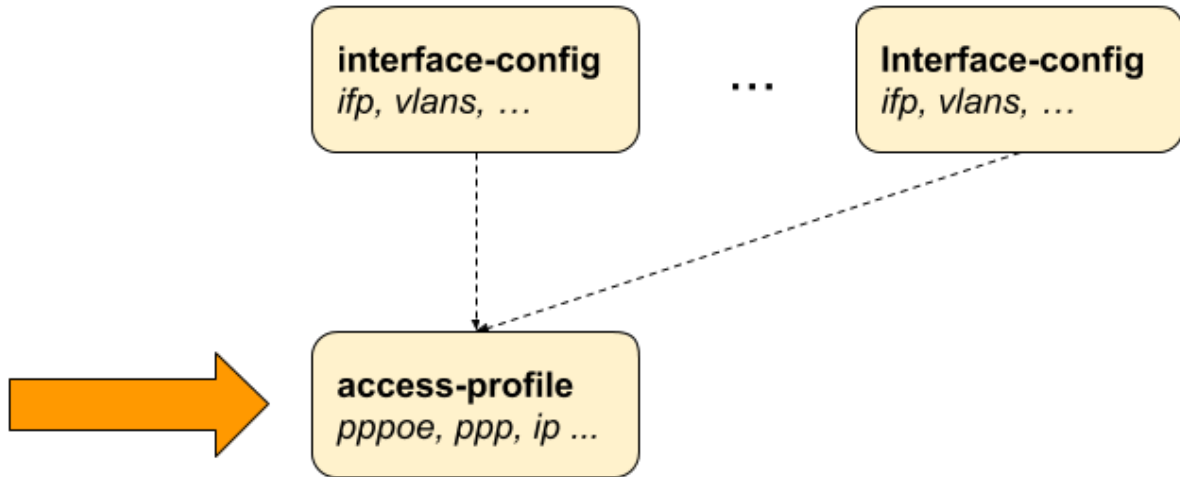 interface-config
ifp, vlans, …
...
Interface-config
ifp, vlans, …
access-profile
pppoe, ppp, ip ...